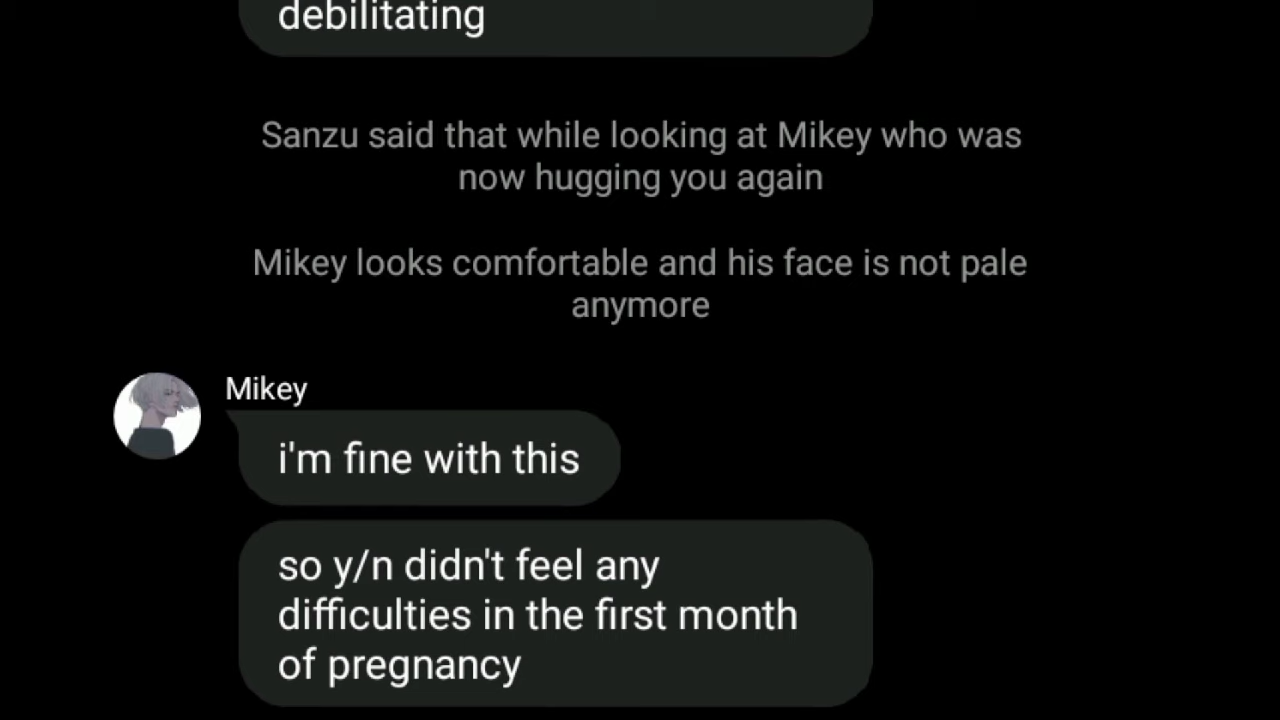 debilitating
Sanzu said that while looking at Mikey who was
now hugging you again
Mikey looks comfortable and his face is not pale
anymore
Mikey
i'm fine with this
so y/n didn't feel any
difficulties in the first month
of pregnancy